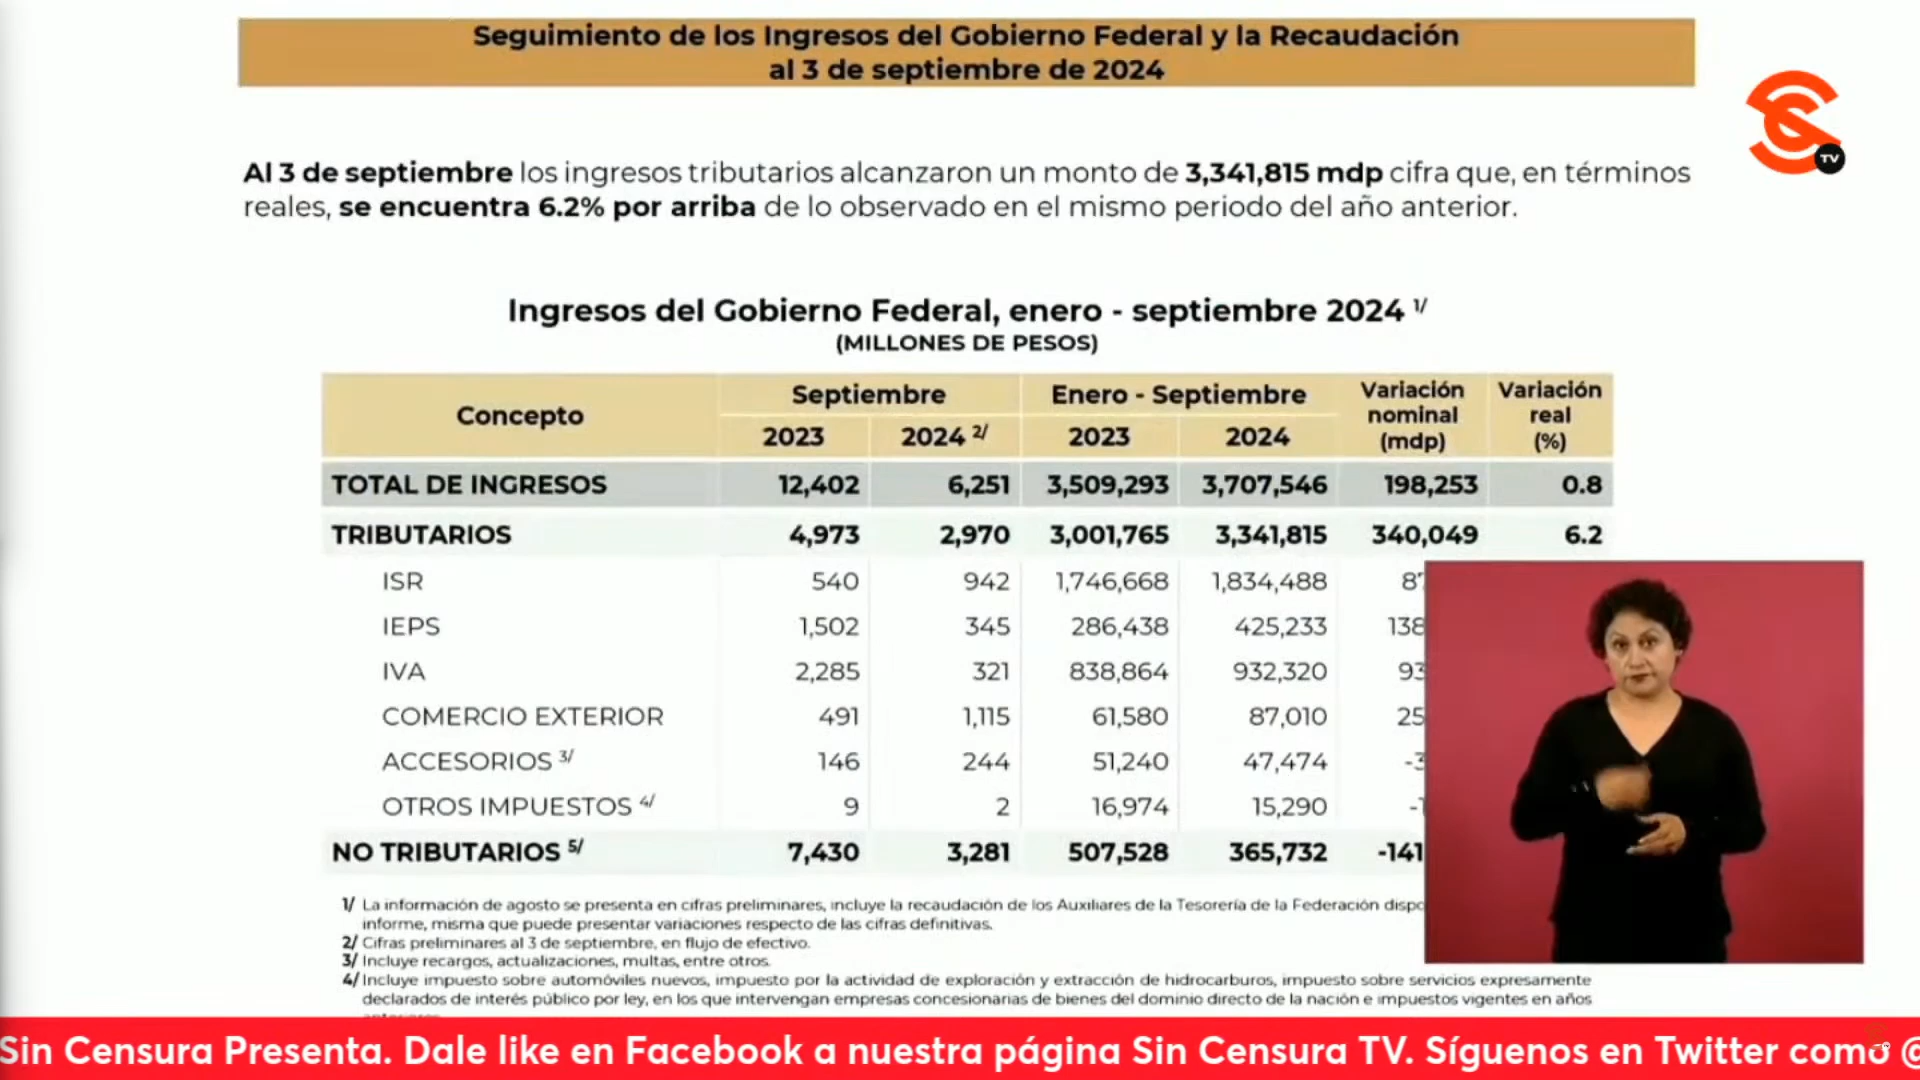 Seguimiento de los Ingresos del Gobierno Federal y la Recaudación
al 3 de septiembre de 2024
TV
Al 3 de septiembre los ingresos tributarios alcanzaron un monto de 3,341,815 mdp cifra que, en términos
reales, se encuentra 6.2% por arriba de lo observado en el mismo periodo del año anterior.
Ingresos del Gobierno Federal, enero - septiembre 2024 1/
(MILLONES DE PESOS)
Concepto Septiembre Enero - Septiembre Variación nominal (mdp) Variación real (%)
2023 2024 2/ 2023 2024
TOTAL DE INGRESOS 12,402 6,251 3,509,293 3,707,546 198,253 0.8
TRIBUTARIOS 4,973 2,970 3,001,765 3,341,815 340,049 6.2
ISR 540 942 1,746,668 1,834,488 87
IEPS 1,502 345 286,438 425,233 138
IVA 2,285 321 838,864 932,320 93
COMERCIO EXTERIOR 491 1,115 61,580 87,010 25
ACCESORIOS 3/ 146 244 51,240 47,474 -3
OTROS IMPUESTOS 4/ 9 2 16,974 15,290 -1
NO TRIBUTARIOS 5/ 7,430 3,281 507,528 365,732 -141
1/ La información de agosto se presenta en cifras preliminares, incluye la recaudación de los Auxiliares de la Tesorería de la Federación dispo
informe, misma que puede presentar variaciones respecto de las cifras definitivas.
2/ Cifras preliminares al 3 de septiembre, en flujo de efectivo.
3/ Incluye recargos, actualizaciones, multas, entre otros.
4/ Incluye impuesto sobre automóviles nuevos, impuesto por la actividad de exploración y extracción de hidrocarburos, impuesto sobre servicios expresamente
declarados de interés público por ley, en los que intervengan empresas concesionarias de bienes del dominio directo de la nación e impuestos vigentes en años
Sin Censura Presenta. Dale like en Facebook a nuestra página Sin Censura TV. Síguenos en Twitter como @